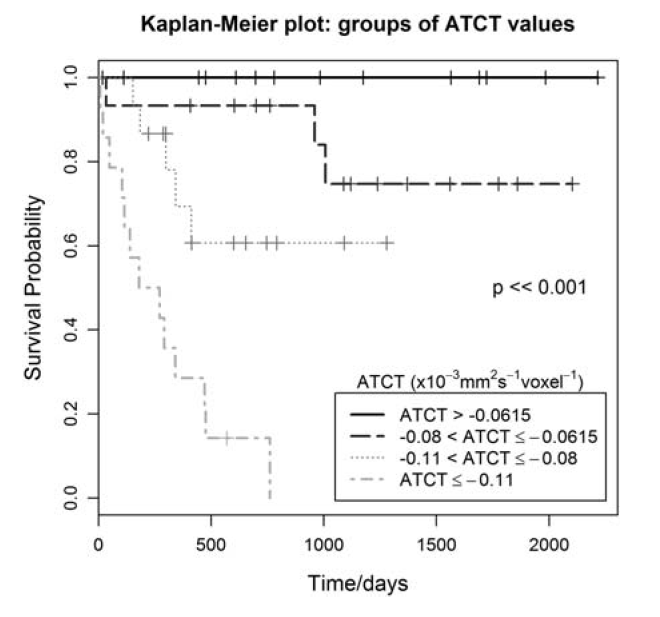 Kaplan-Meier plot: groups of ATCT values
1.0
0.8
0.6
0.4
0.2
0.0
Survival Probability
p << 0.001
ATCT (x10⁻³mm²s⁻¹voxel⁻¹)
ATCT > -0.0615
-0.08 < ATCT ≤ −0.0615
-0.11 < ATCT ≤ −0.08
ATCT ≤ −0.11
0 500 1000 1500 2000
Time/days